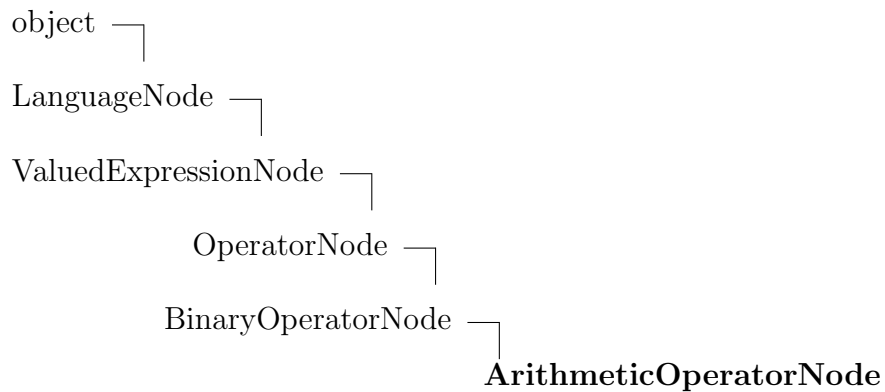 object
LanguageNode
ValuedExpressionNode
OperatorNode
BinaryOperatorNode
ArithmeticOperatorNode